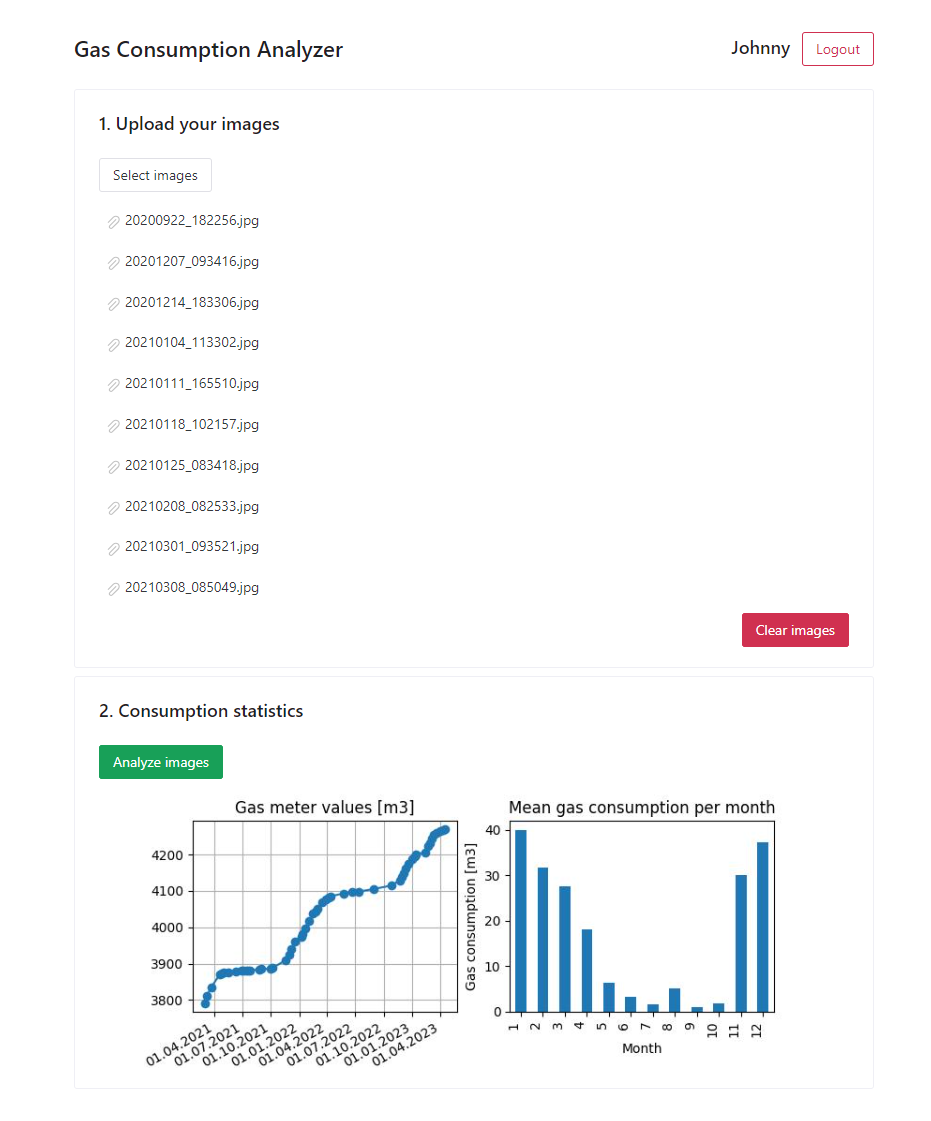 Gas Consumption Analyzer
Johnny
Logout
1. Upload your images
Select images
20200922_182256.jpg
20201207_093416.jpg
20201214_183306.jpg
20210104_113302.jpg
20210111_165510.jpg
20210118_102157.jpg
20210125_083418.jpg
20210208_082533.jpg
20210301_093521.jpg
20210308_085049.jpg
Clear images
2. Consumption statistics
Analyze images
Gas meter values [m3]
4200
4100
4000
3900
3800
01.04.2021
01.07.2021
01.10.2021
01.01.2022
01.04.2022
01.07.2022
01.10.2022
01.01.2023
01.04.2023
Mean gas consumption per month
Gas consumption [m3]
40
30
20
10
0
1
2
3
4
5
6
7
8
9
10
11
12
Month